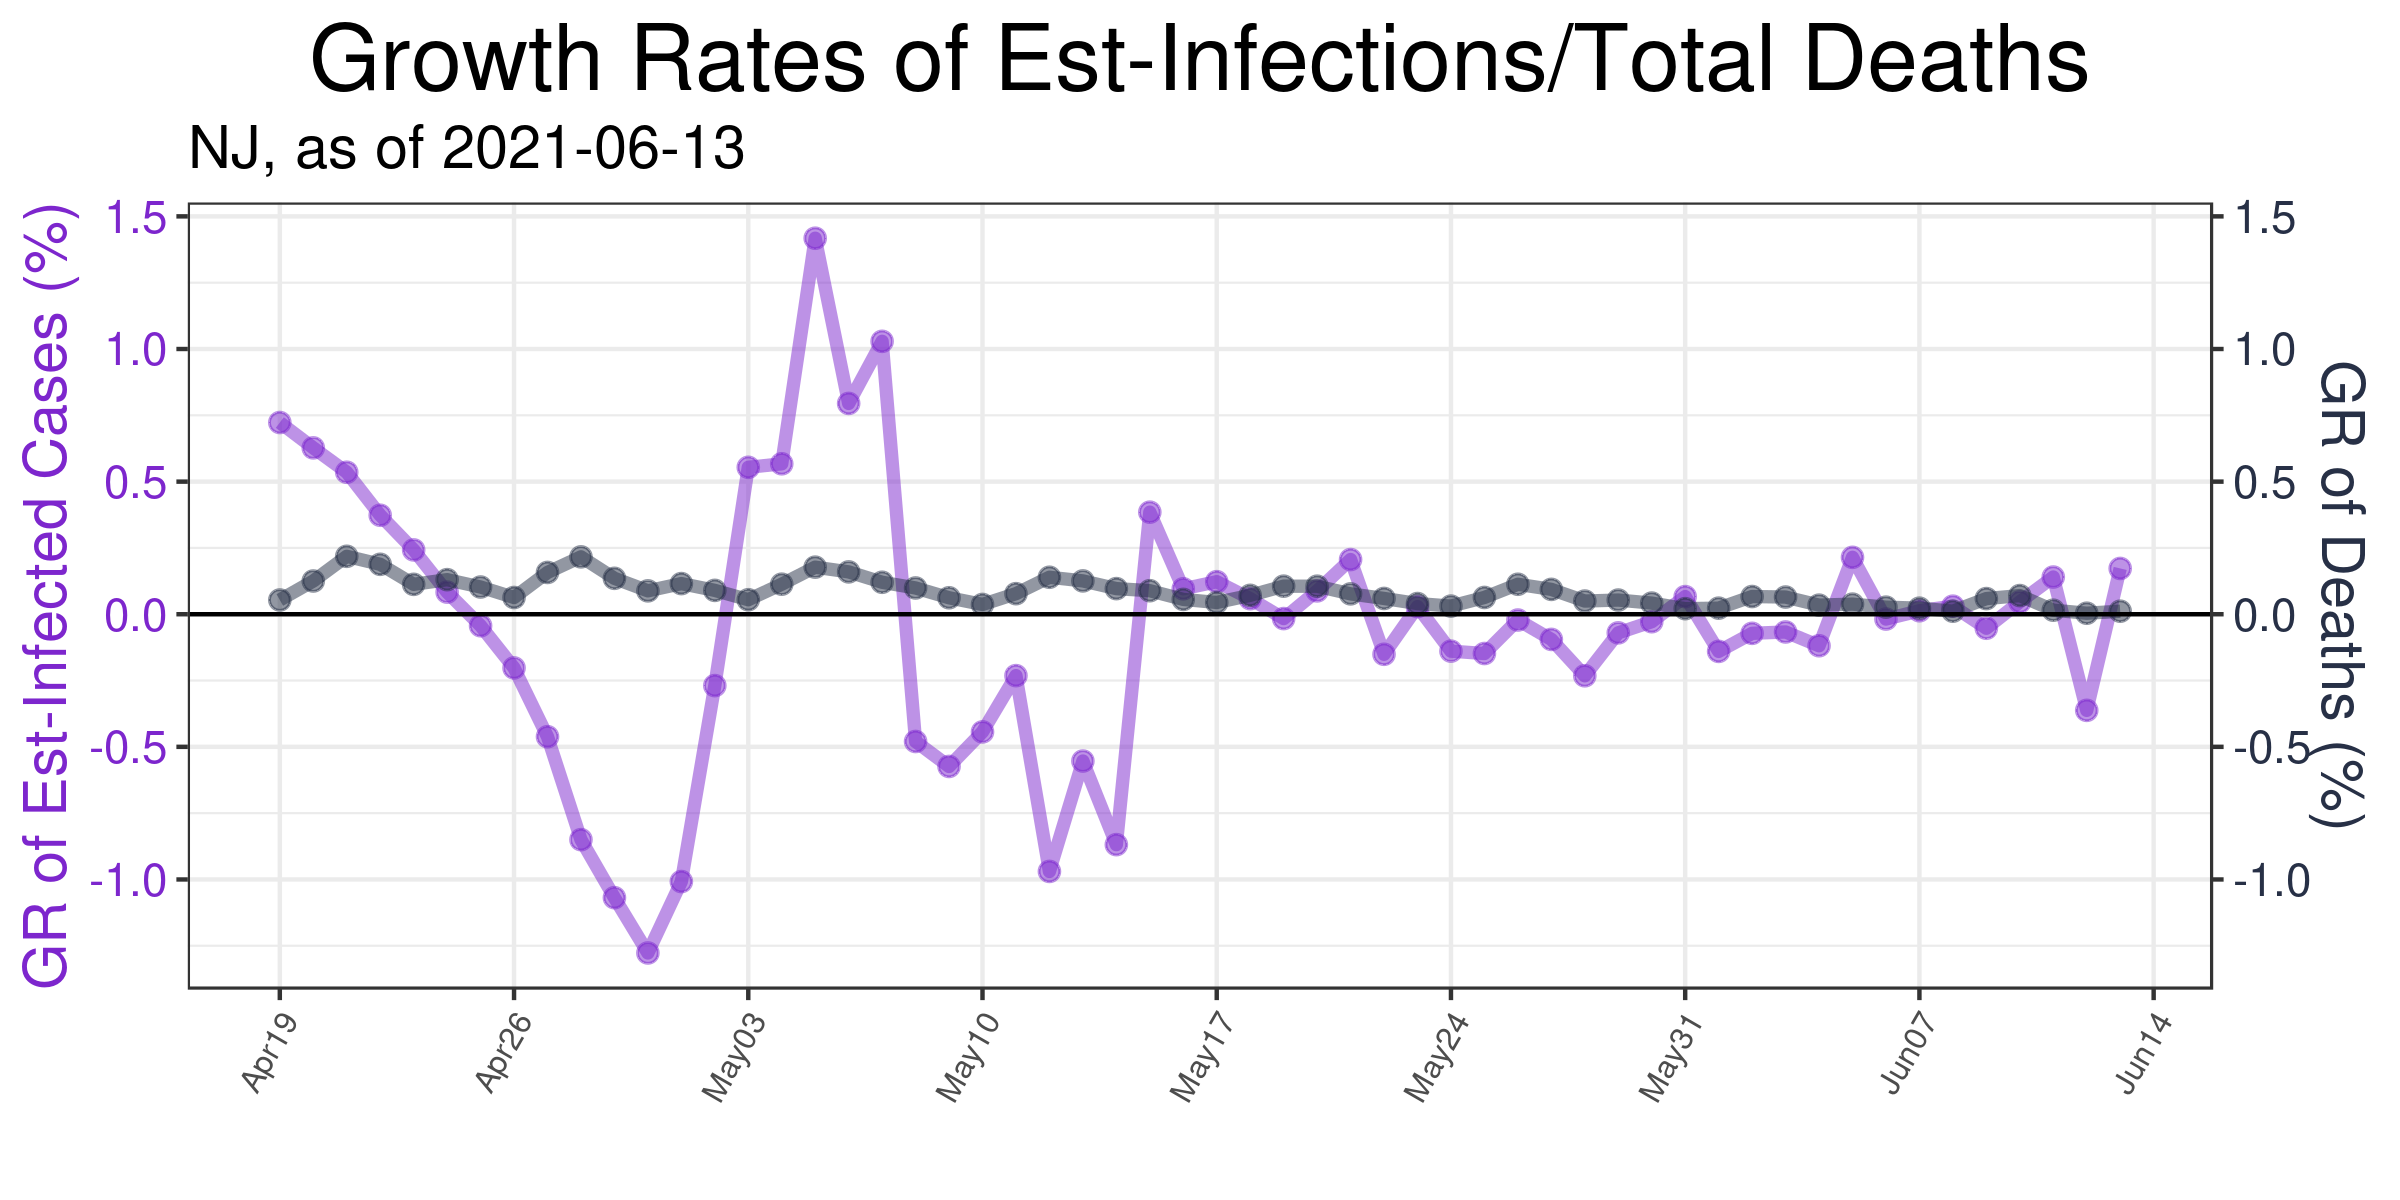 Growth Rates of Est-Infections/Total Deaths
NJ, as of 2021-06-13
GR of Est-Infected Cases (%)
1.5
1.0
0.5
0.0
-0.5
-1.0
1.5
1.0
0.5
0.0
-0.5
-1.0
GR of Deaths (%)
Apr19
Apr26
May03
May10
May17
May24
May31
Jun07
Jun14